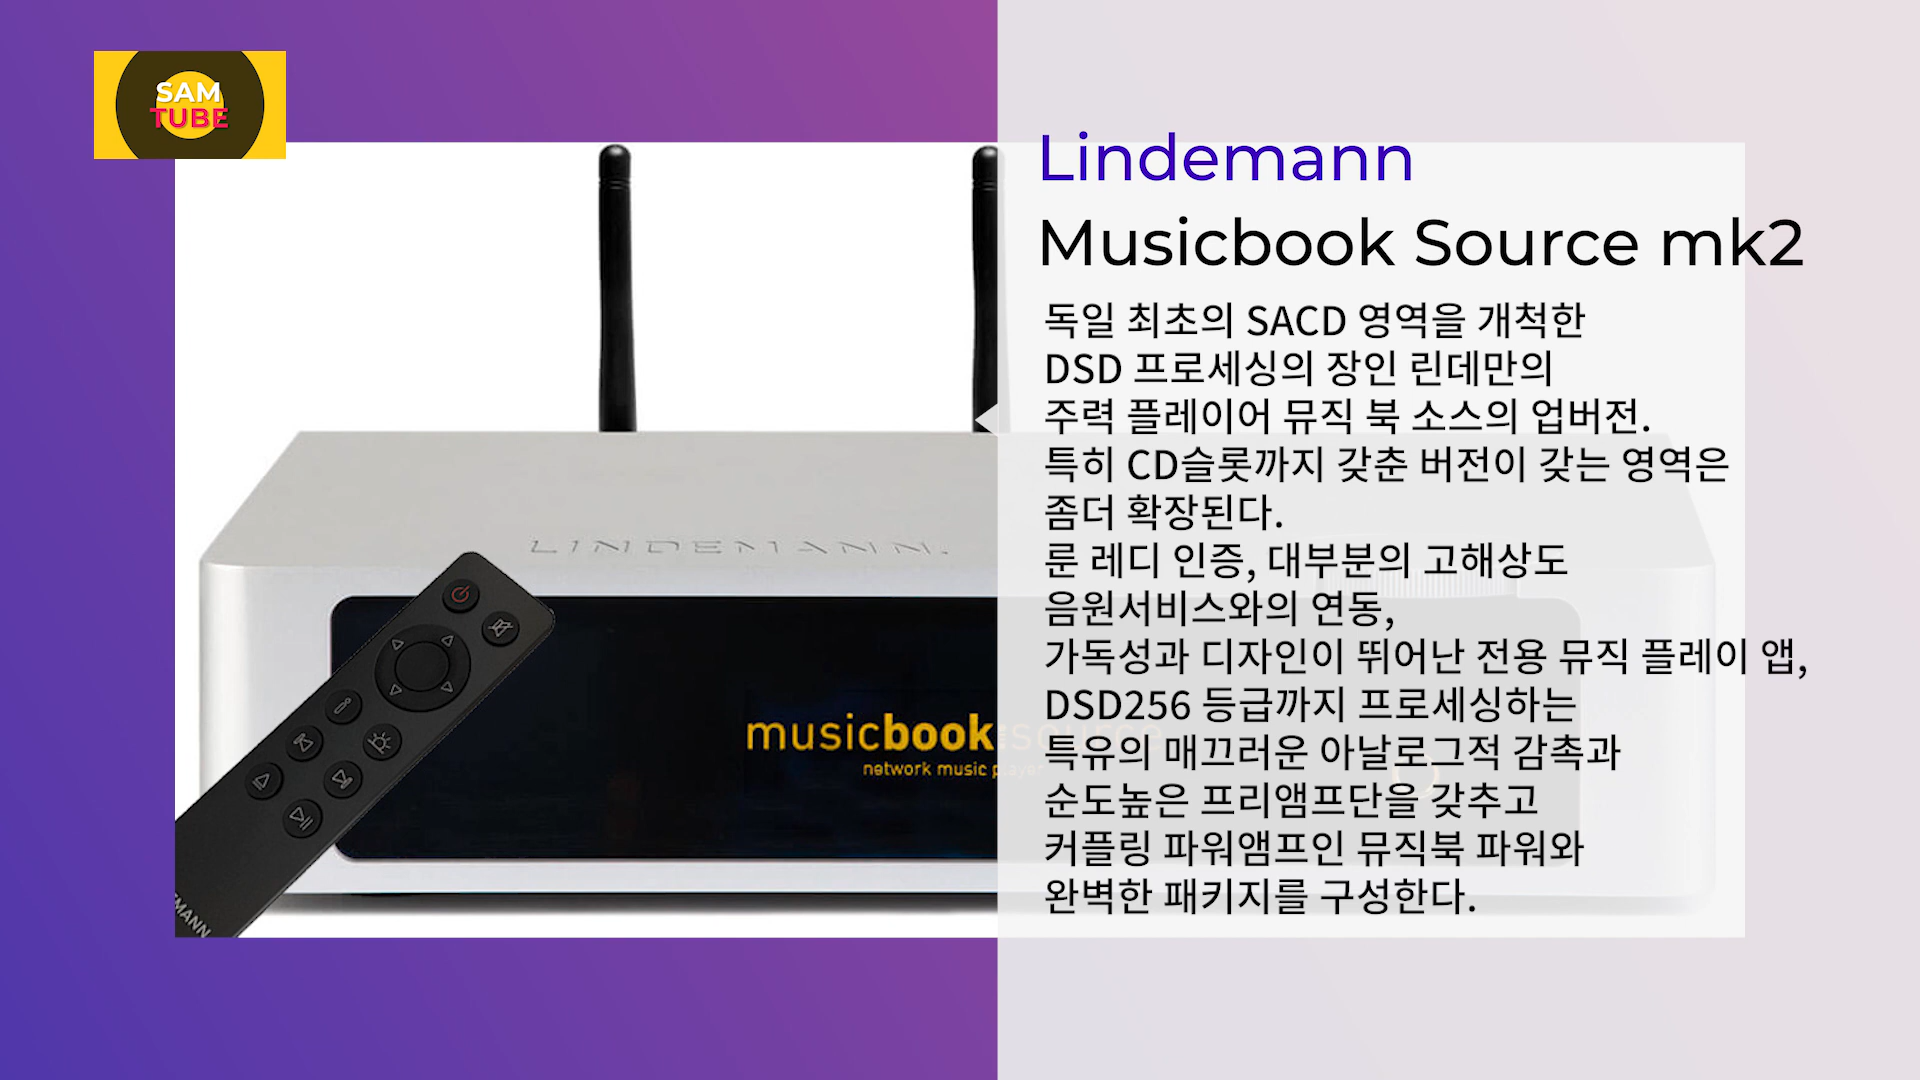 SAM
TUBE
Lindemann
Musicbook Source mk2
독일 최초의 SACD 영역을 개척한
DSD 프로세싱의 장인 린데만의
주력 플레이어 뮤직 북 소스의 업버전.
특히 CD슬롯까지 갖춘 버전이 갖는 영역은
좀더 확장된다.
룬 레디 인증, 대부분의 고해상도
음원서비스와의 연동,
가독성과 디자인이 뛰어난 전용 뮤직 플레이 앱,
DSD256 등급까지 프로세싱하는
특유의 매끄러운 아날로그적 감촉과
순도높은 프리앰프단을 갖추고
커플링 파워앰프인 뮤직북 파워와
완벽한 패키지를 구성한다.
LINDEMANN.
musicbook:source
network music player
EMANN